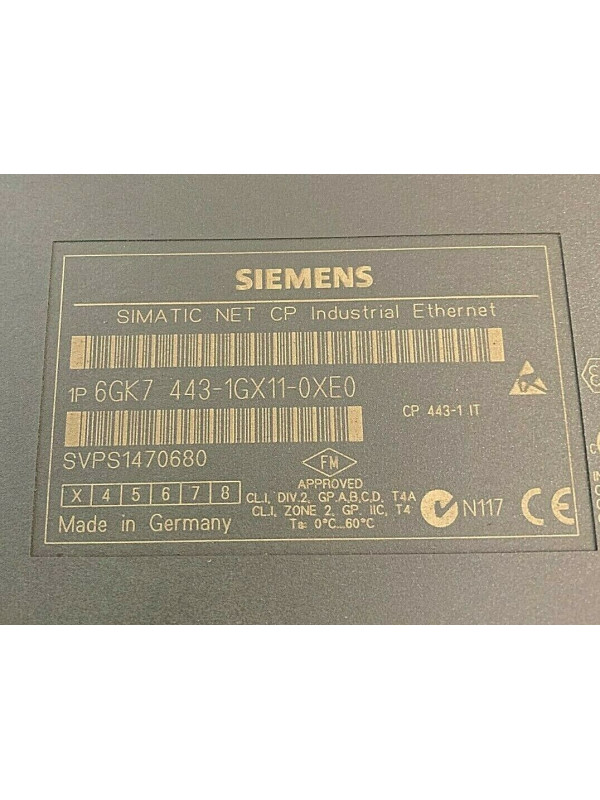 SIEMENS
SIMATIC NET CP Industrial Ethernet
1P 6GK7 443-1GX11-0XE0
CP 443-1 IT
SVPS1470680
FM
APPROVED
X 4 5 6 7 8
CL.I, DIV.2, GP.A,B,C,D, T4A
CL.I, ZONE 2, GP. IIC, T4
Ta: 0°C...60°C
Made in Germany
N117
CE